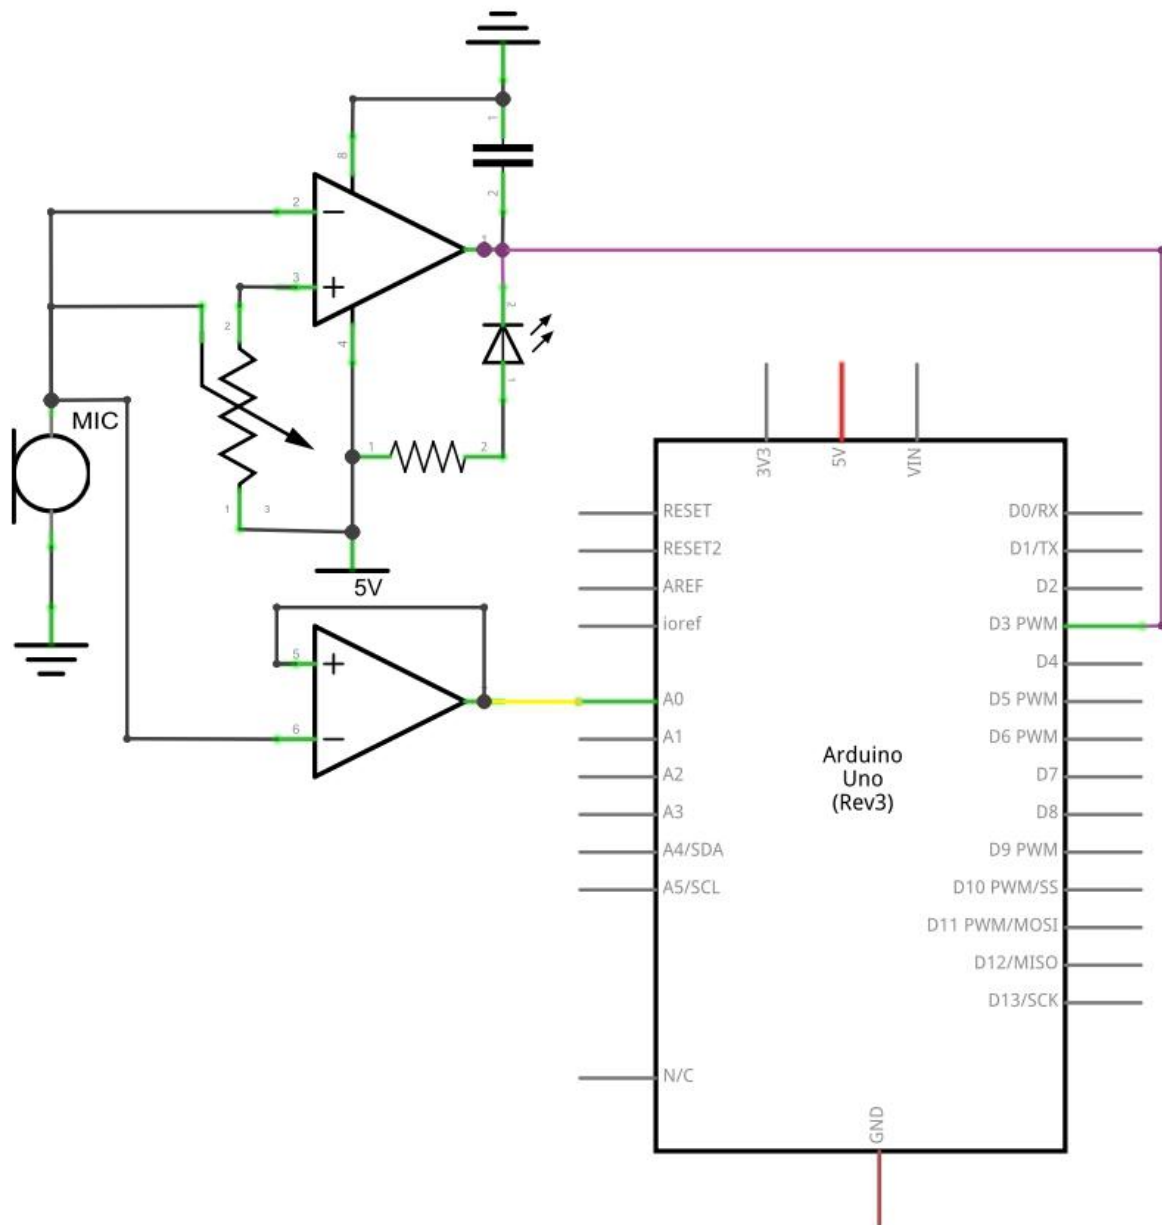 1
8
2
2
−
1
3
+
2
2
4
1
MIC
1
2
1
3
5V
5
+
6
−
3V3
5V
VIN
RESET
D0/RX
RESET2
D1/TX
AREF
D2
ioref
D3 PWM
D4
A0
D5 PWM
A1
D6 PWM
A2
D7
A3
D8
A4/SDA
D9 PWM
A5/SCL
D10 PWM/SS
D11 PWM/MOSI
D12/MISO
D13/SCK
Arduino
Uno
(Rev3)
N/C
GND